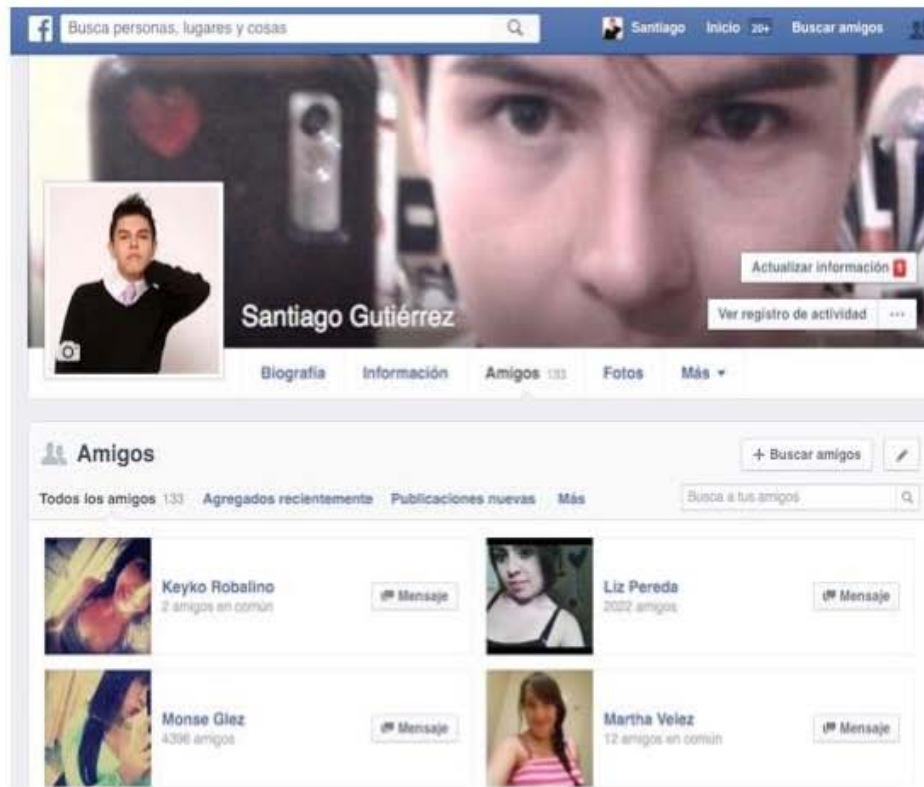 f Busca personas, lugares y cosas Santiago Inicio 20+ Buscar amigos
Actualizar información 1
Santiago Gutiérrez
Ver registro de actividad ...
Biografía Información Amigos 133 Fotos Más
Amigos
+ Buscar amigos
Todos los amigos 133 Agregados recientemente Publicaciones nuevas Más Busca a tus amigos
Keyko Robalino
2 amigos en común
Mensaje
Liz Pereda
2022 amigos
Mensaje
Monse Glez
4396 amigos
Mensaje
Martha Velez
12 amigos en común
Mensaje